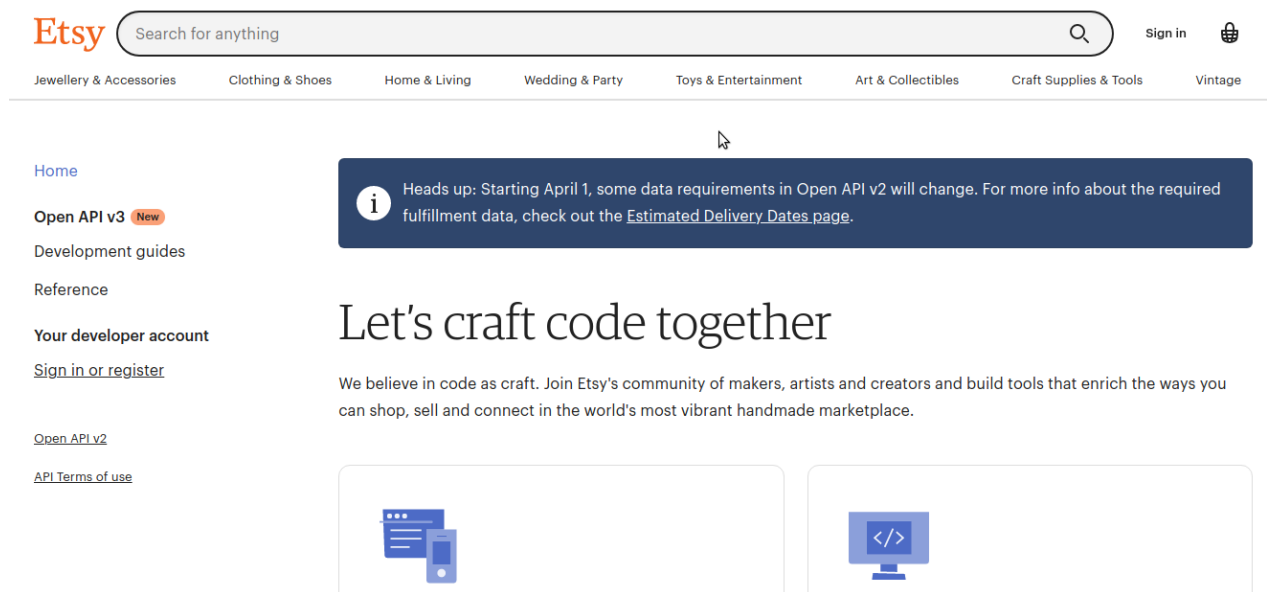 Etsy
Search for anything
Sign in
Jewellery & Accessories
Clothing & Shoes
Home & Living
Wedding & Party
Toys & Entertainment
Art & Collectibles
Craft Supplies & Tools
Vintage
Home
Open API v3 New
Development guides
Reference
Your developer account
Sign in or register
Open API v2
API Terms of use
i
Heads up: Starting April 1, some data requirements in Open API v2 will change. For more info about the required
fulfillment data, check out the Estimated Delivery Dates page.
Let’s craft code together
We believe in code as craft. Join Etsy's community of makers, artists and creators and build tools that enrich the ways you
can shop, sell and connect in the world's most vibrant handmade marketplace.
</>